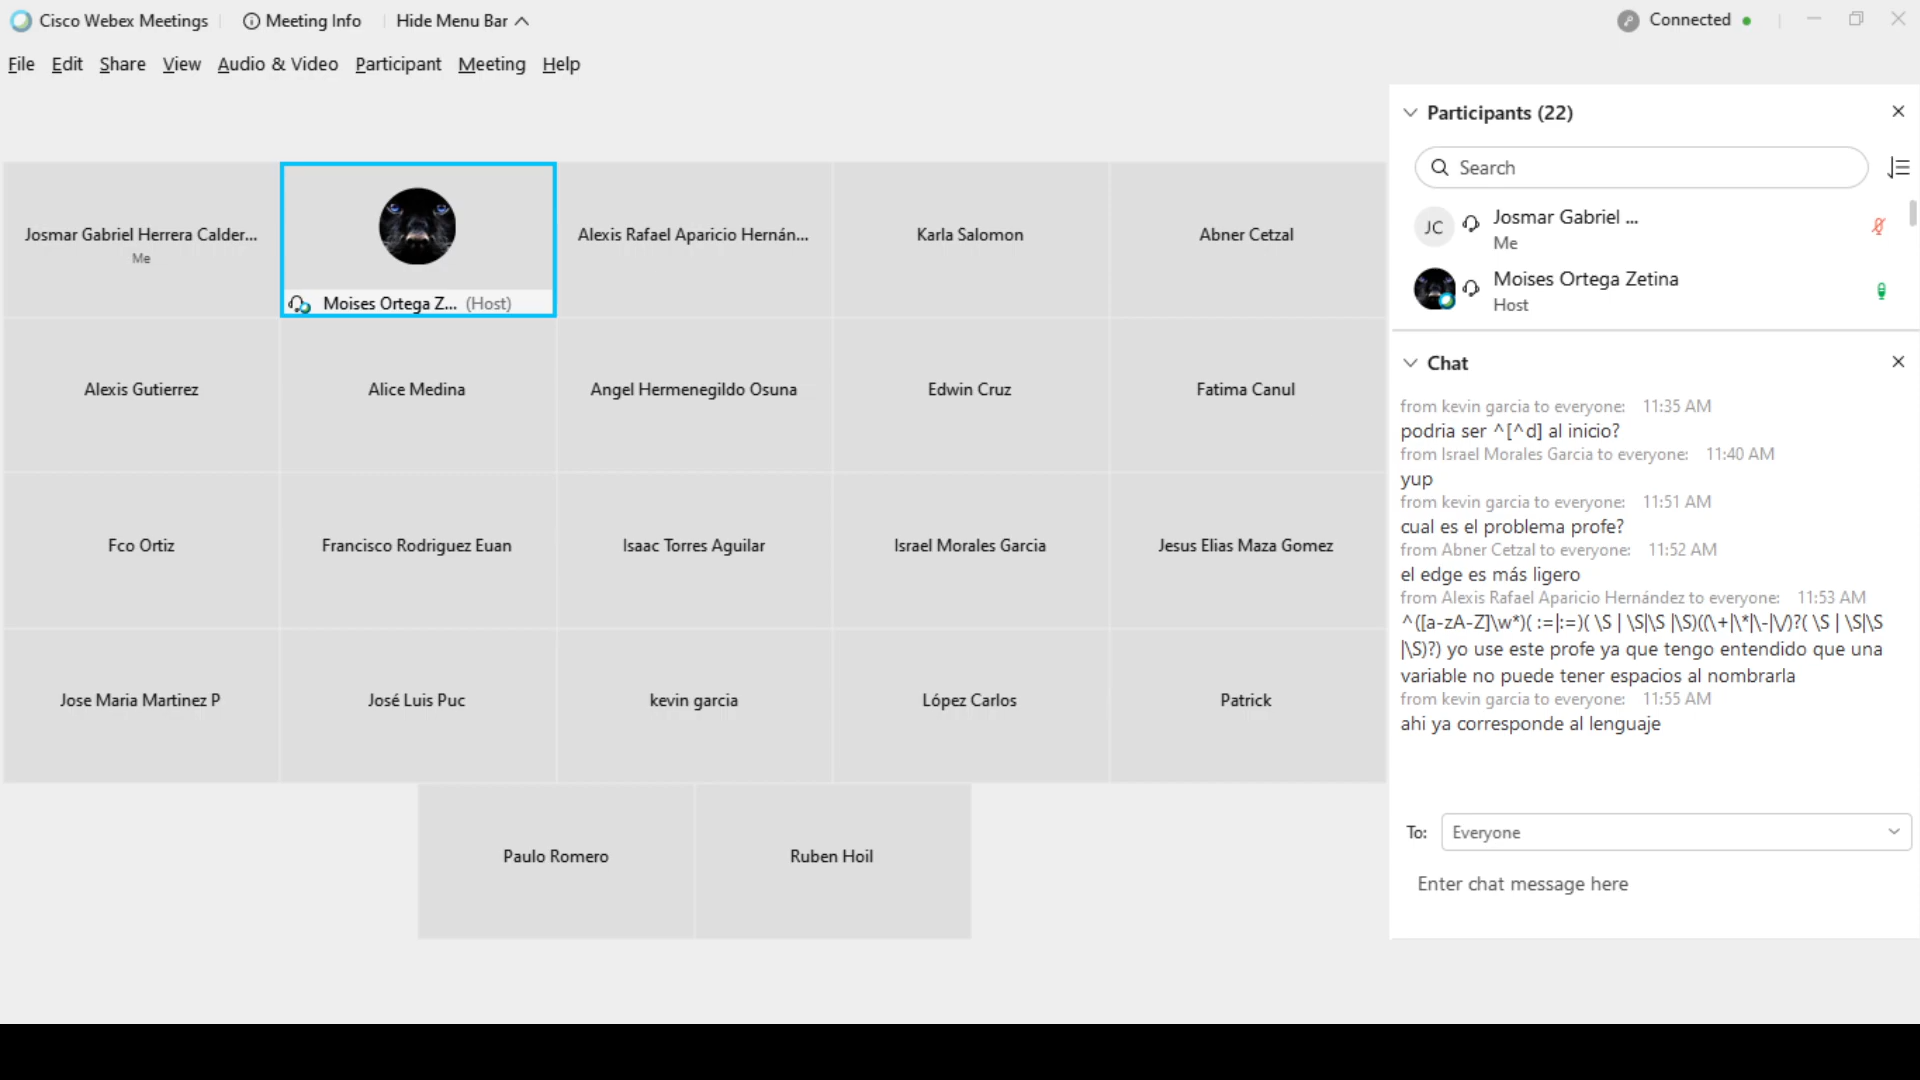 Cisco Webex Meetings
Meeting Info
Hide Menu Bar
Connected
File Edit Share View Audio & Video Participant Meeting Help
Participants (22)
Search
JC
Josmar Gabriel ...
Me
Moises Ortega Zetina
Host
Josmar Gabriel Herrera Calder...
Me
Moises Ortega Z... (Host)
Alexis Rafael Aparicio Hernán...
Karla Salomon
Abner Cetzal
Alexis Gutierrez
Alice Medina
Angel Hermenegildo Osuna
Edwin Cruz
Fatima Canul
Fco Ortiz
Francisco Rodriguez Euan
Isaac Torres Aguilar
Israel Morales Garcia
Jesus Elias Maza Gomez
Jose Maria Martinez P
José Luis Puc
kevin garcia
López Carlos
Patrick
Paulo Romero
Ruben Hoil
Chat
from kevin garcia to everyone: 11:35 AM
podria ser ^[^d] al inicio?
from Israel Morales Garcia to everyone: 11:40 AM
yup
from kevin garcia to everyone: 11:51 AM
cual es el problema profe?
from Abner Cetzal to everyone: 11:52 AM
el edge es más ligero
from Alexis Rafael Aparicio Hernández to everyone: 11:53 AM
^([a-zA-Z]\w*)( :=|:=)( \S | \S|\S |\S)((\+|\*|\-|\/)?( \S | \S|\S
|\S)?) yo use este profe ya que tengo entendido que una
variable no puede tener espacios al nombrarla
from kevin garcia to everyone: 11:55 AM
ahi ya corresponde al lenguaje
To: Everyone
Enter chat message here